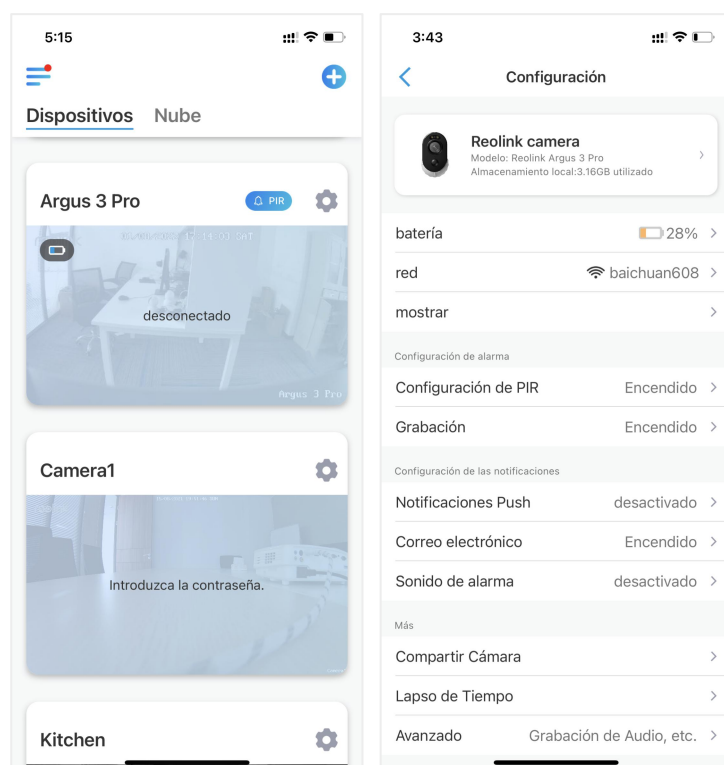 5:15
Dispositivos Nube
Argus 3 Pro
PIR
desconectado
Argus 3 Pro
Camera1
Introduzca la contraseña.
Kitchen
3:43
Configuración
Reolink camera
Modelo: Reolink Argus 3 Pro
Almacenamiento local:3.16GB utilizado
batería 28%
red baichuan608
mostrar
Configuración de alarma
Configuración de PIR Encendido
Grabación Encendido
Configuración de las notificaciones
Notificaciones Push desactivado
Correo electrónico Encendido
Sonido de alarma desactivado
Más
Compartir Cámara
Lapso de Tiempo
Avanzado Grabación de Audio, etc.